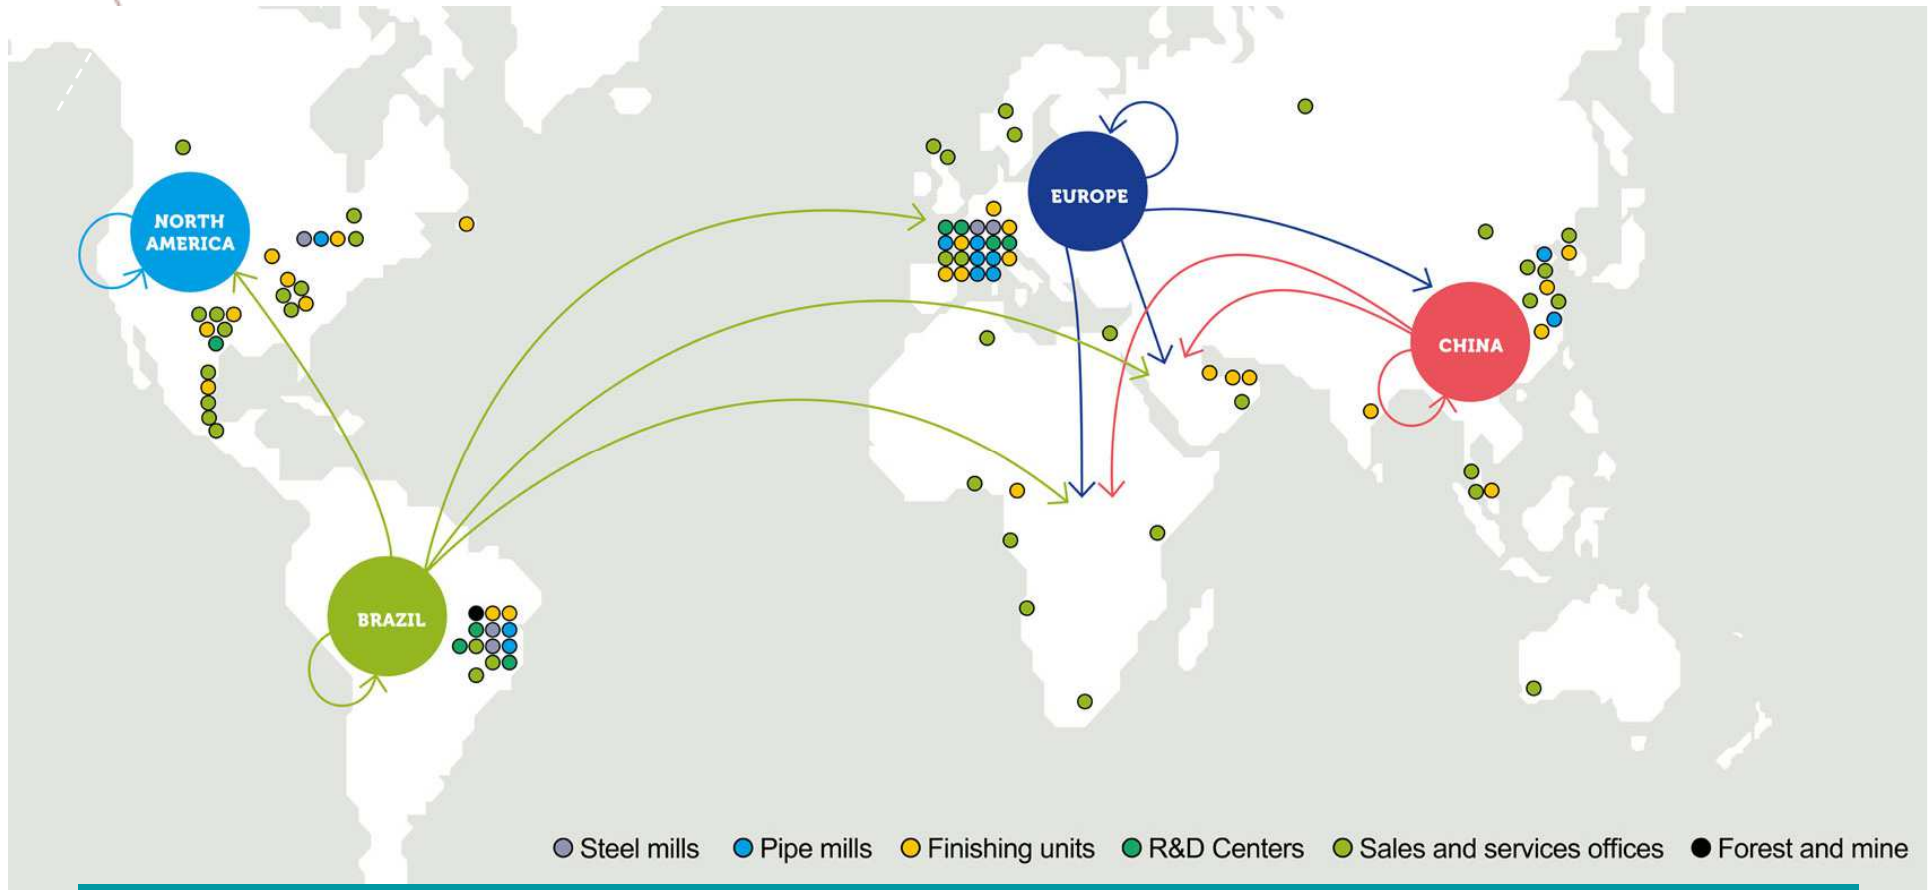 NORTH
AMERICA
EUROPE
CHINA
BRAZIL
Steel mills Pipe mills Finishing units R&D Centers Sales and services offices Forest and mine